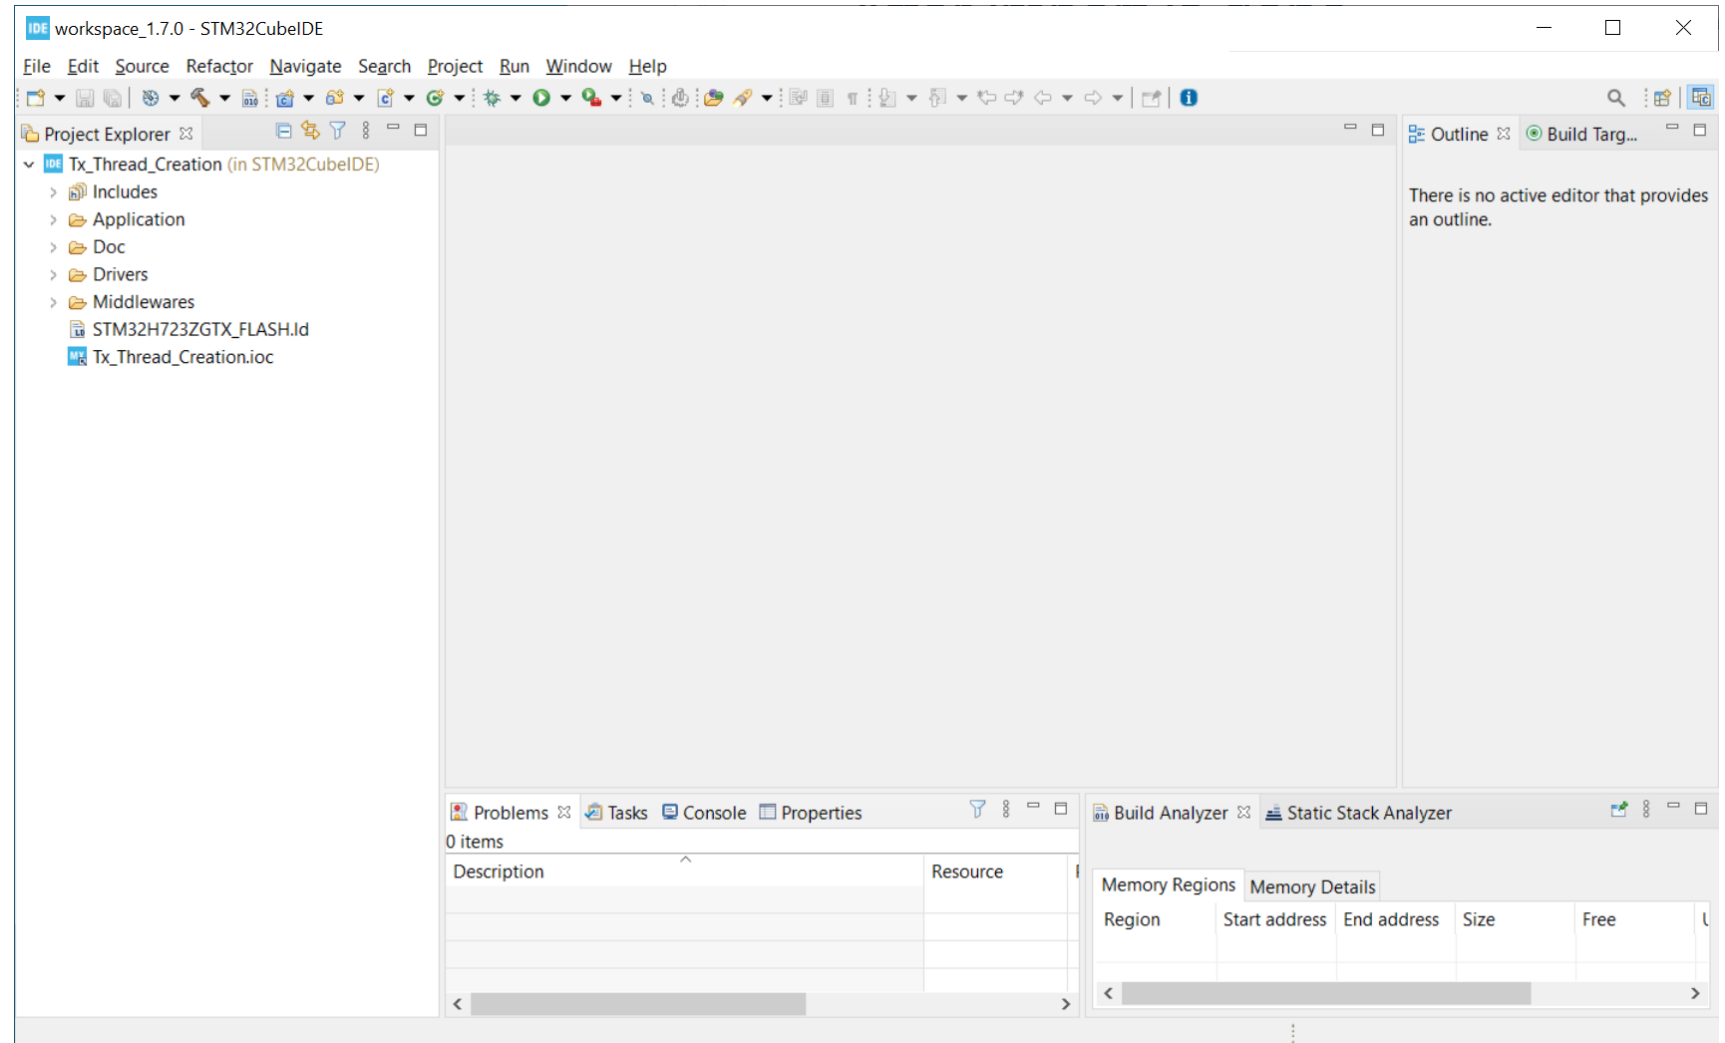 IDE workspace_1.7.0 - STM32CubeIDE
File Edit Source Refactor Navigate Search Project Run Window Help
Project Explorer
Outline
Build Targ...
IDE Tx_Thread_Creation (in STM32CubeIDE)
Includes
Application
Doc
Drivers
Middlewares
STM32H723ZGTX_FLASH.ld
MX Tx_Thread_Creation.ioc
There is no active editor that provides
an outline.
Problems Tasks Console Properties
0 items
Description Resource
Build Analyzer Static Stack Analyzer
Memory Regions Memory Details
Region Start address End address Size Free